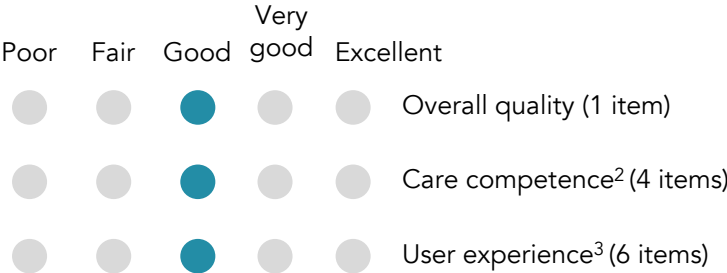 Poor Fair Good Very good Excellent
Overall quality (1 item)
Care competence² (4 items)
User experience³ (6 items)